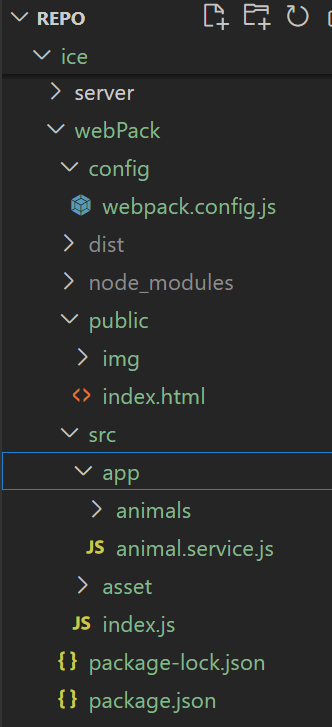 REPO
ice
server
webPack
config
webpack.config.js
dist
node_modules
public
img
<> index.html
src
app
animals
JS animal.service.js
asset
JS index.js
{} package-lock.json
{} package.json